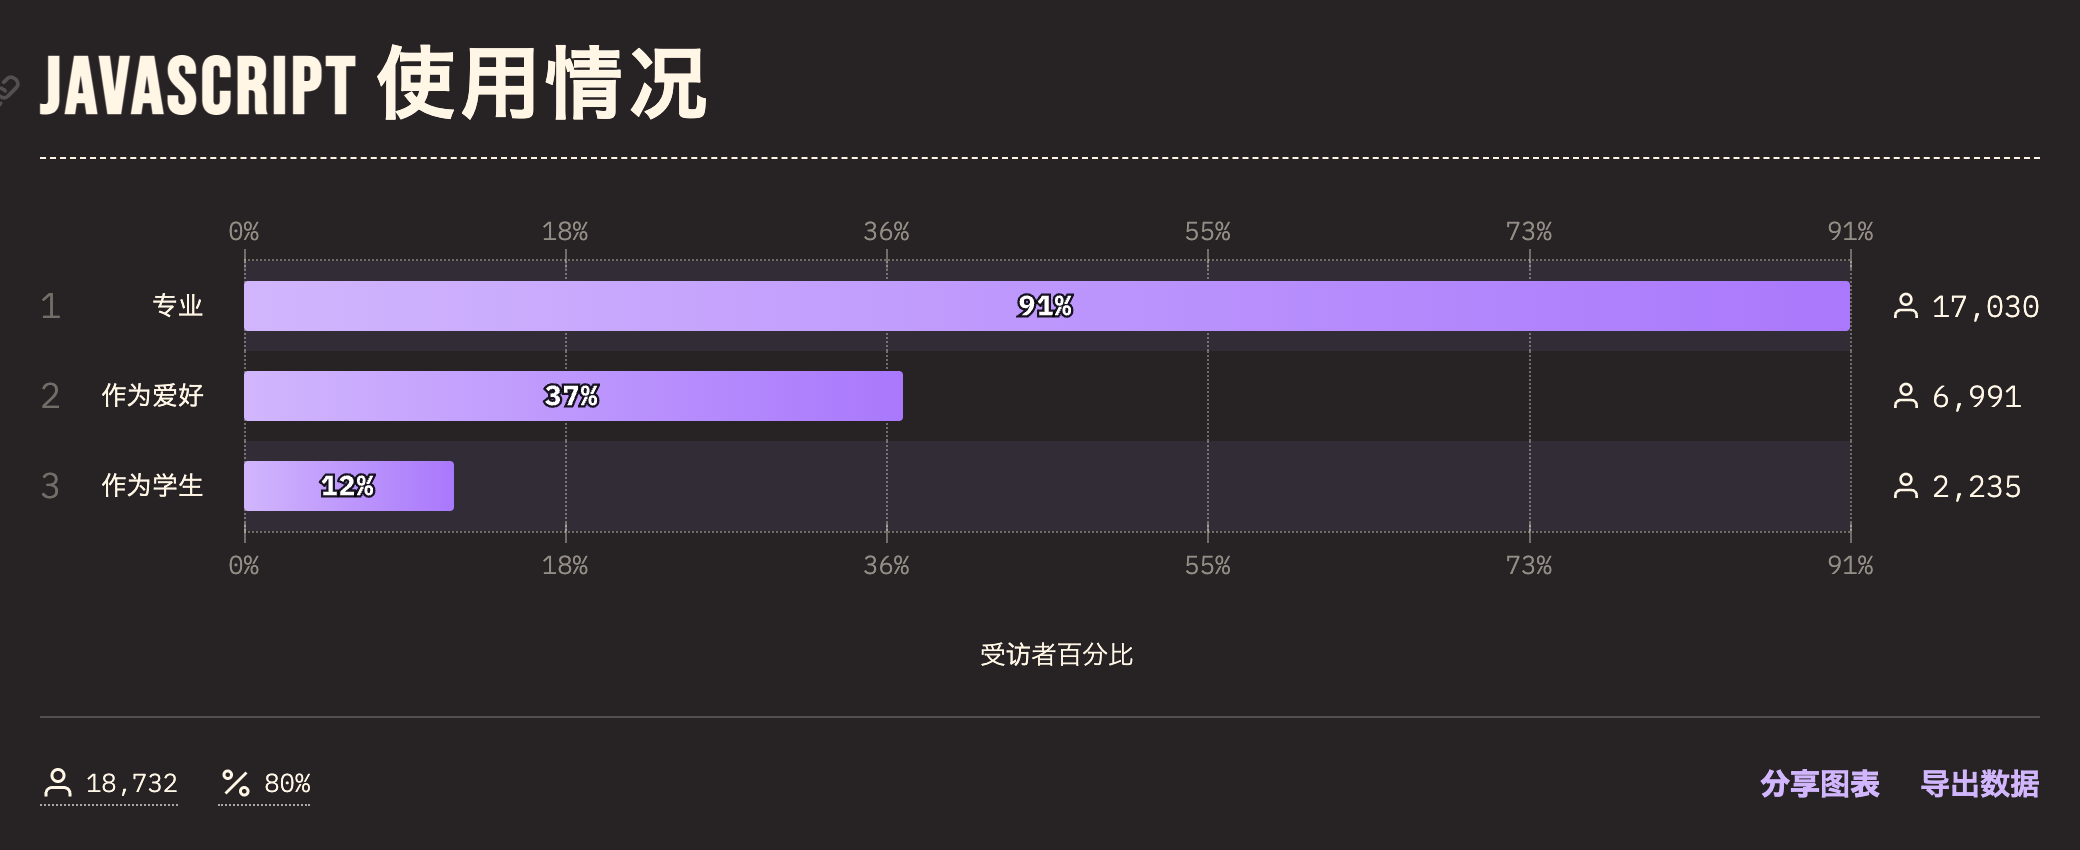 JAVASCRIPT 使用情况
0% 18% 36% 55% 73% 91%
1 专业 91% 17,030
2 作为爱好 37% 6,991
3 作为学生 12% 2,235
0% 18% 36% 55% 73% 91%
受访者百分比
18,732 80% 分享图表 导出数据